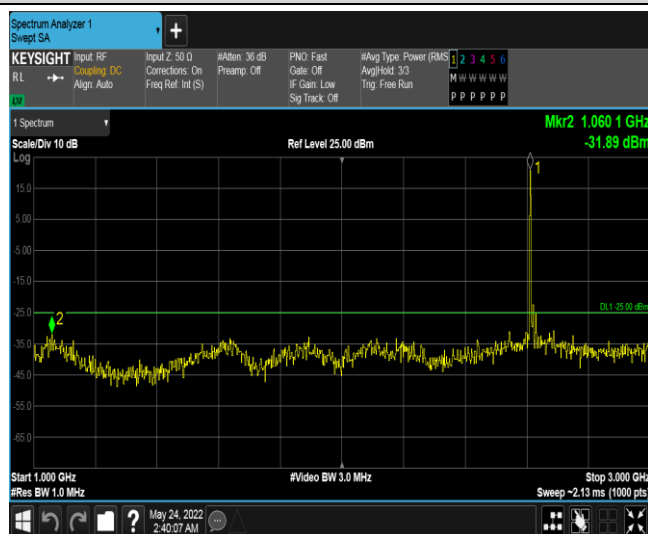 Spectrum Analyzer 1
Swept SA
KEYSIGHT
RL
LXI
Input: RF
Coupling: DC
Align: Auto
Input Z: 50 Ω
Corrections: On
Freq Ref: Int (S)
#Atten: 36 dB
Preamp: Off
PNO: Fast
Gate: Off
IF Gain: Low
Sig Track: Off
#Avg Type: Power (RMS
Avg|Hold: 3/3
Trig: Free Run
1 2 3 4 5 6
M W W W W W
P P P P P P
1 Spectrum
Mkr2 1.060 1 GHz
-31.89 dBm
Scale/Div 10 dB
Ref Level 25.00 dBm
Log
1
15.0
5.00
-5.00
-15.0
-25.0
DL1 -25.00 dBm
2
-35.0
-45.0
-55.0
-65.0
Start 1.000 GHz
#Video BW 3.0 MHz
Stop 3.000 GHz
#Res BW 1.0 MHz
Sweep ~2.13 ms (1000 pts)
?
May 24, 2022
2:40:07 AM